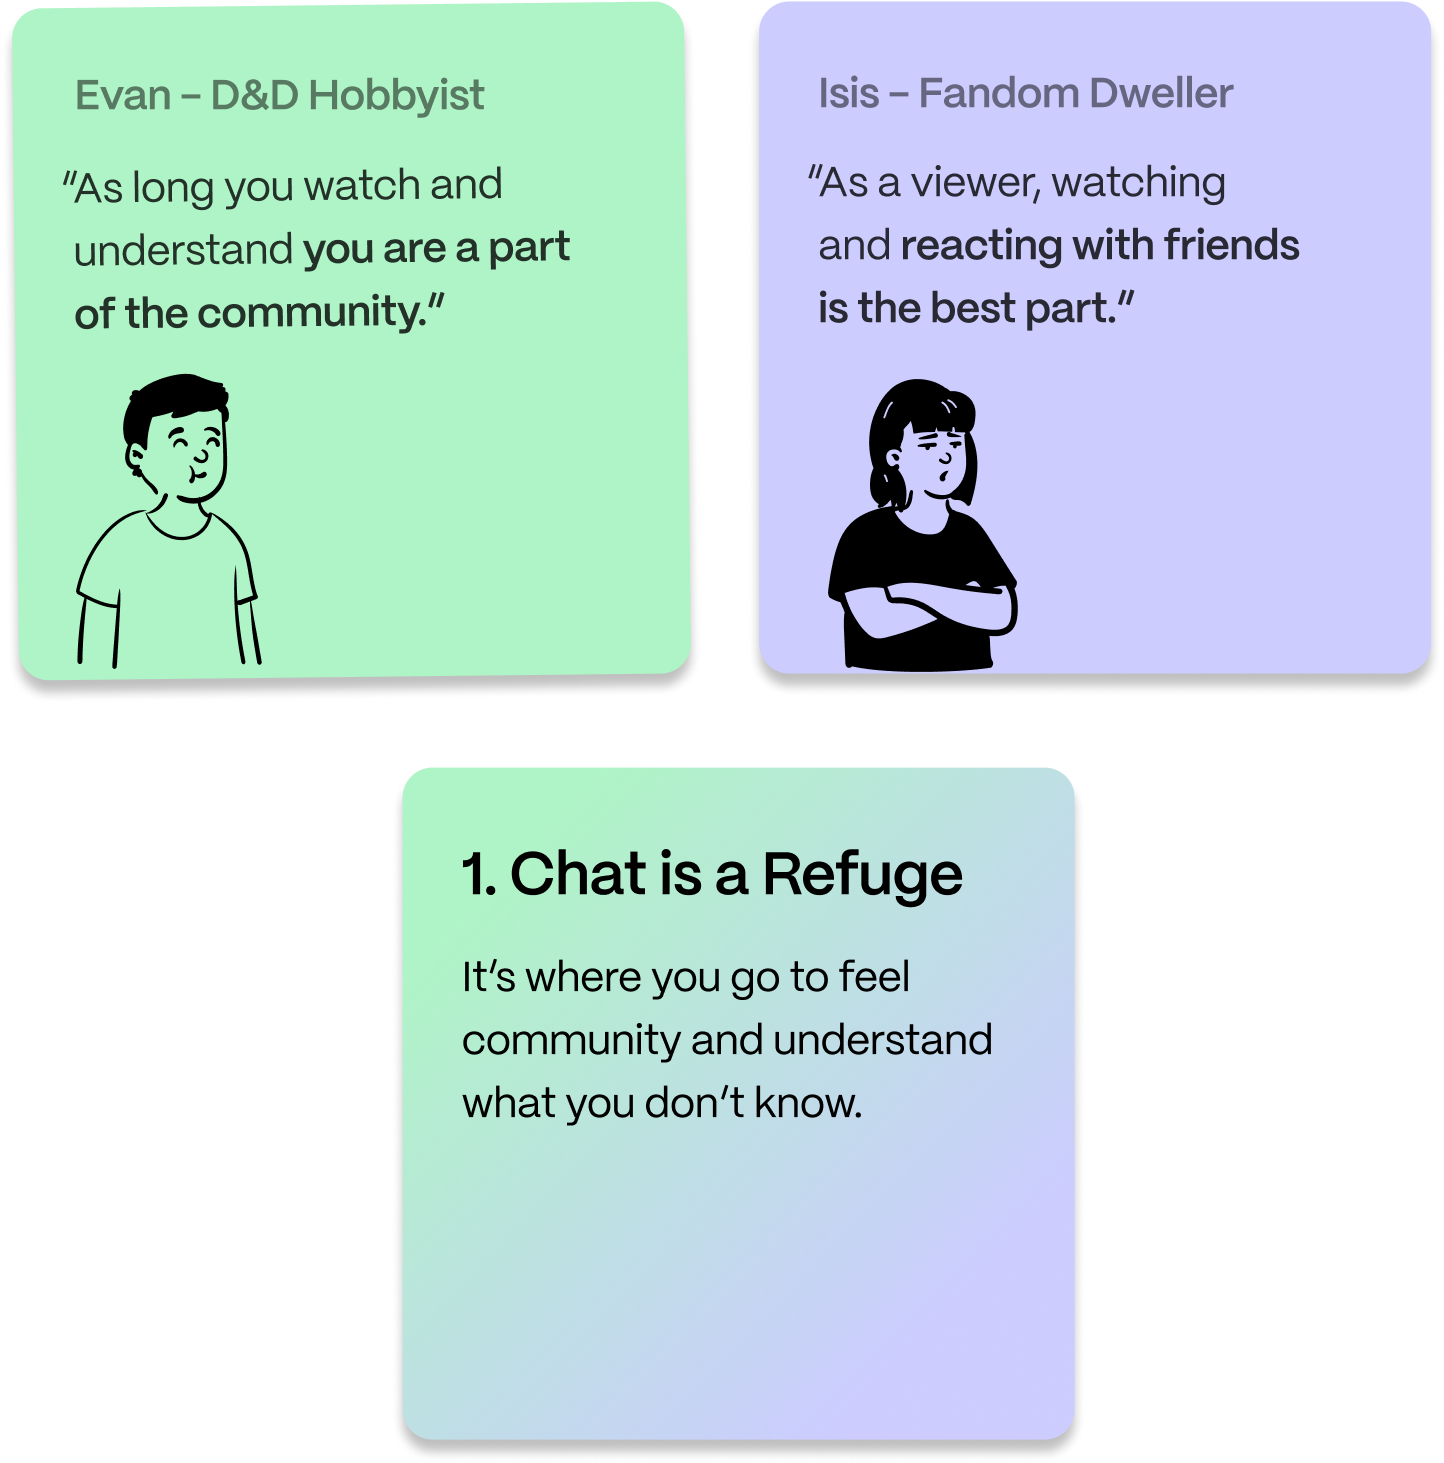 Evan – D&D Hobbyist
“As long you watch and
understand you are a part
of the community.”
Isis – Fandom Dweller
“As a viewer, watching
and reacting with friends
is the best part.”
1. Chat is a Refuge
It’s where you go to feel
community and understand
what you don’t know.